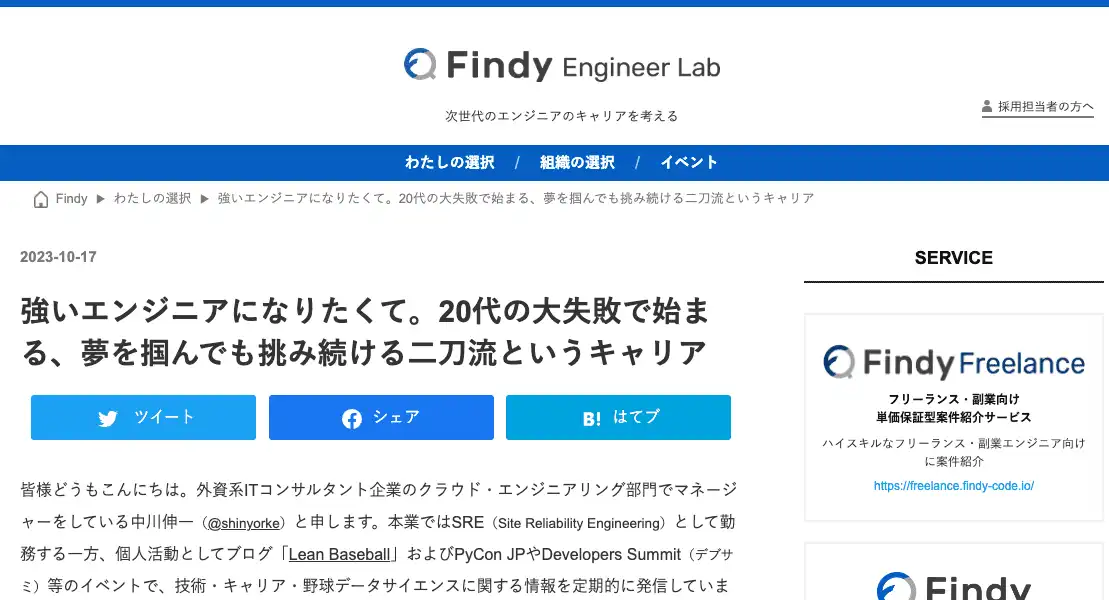 Findy Engineer Lab
次世代のエンジニアのキャリアを考える
採用担当者の方へ
わたしの選択 / 組織の選択 / イベント
Findy ▶ わたしの選択 ▶ 強いエンジニアになりたくて。20代の大失敗で始まる、夢を掴んでも挑み続ける二刀流というキャリア
2023-10-17
強いエンジニアになりたくて。20代の大失敗で始ま
る、夢を掴んでも挑み続ける二刀流というキャリア
ツイート
シェア
B! はてブ
皆様どうもこんにちは。外資系ITコンサルタント企業のクラウド・エンジニアリング部門でマネージ
ャーをしている中川伸一（@shinyorke）と申します。本業ではSRE（Site Reliability Engineering）として勤
務する一方、個人活動としてブログ「Lean Baseball」およびPyCon JPやDevelopers Summit（デブサ
ミ）等のイベントで、技術・キャリア・野球データサイエンスに関する情報を定期的に発信していま
SERVICE
Findy Freelance
フリーランス・副業向け
単価保証型案件紹介サービス
ハイスキルなフリーランス・副業エンジニア向け
に案件紹介
https://freelance.findy-code.io/
Findy